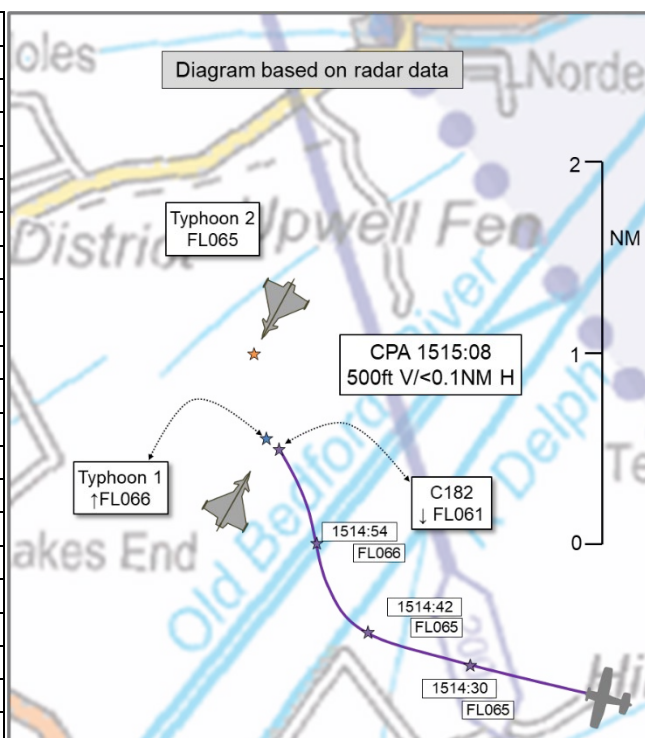 Diagram based on radar data
oles
Norde
2
Typhoon 2
FL065
Upwell Fen
District
NM
CPA 1515:08
500ft V/<0.1NM H
1
Old Bedford River
Delph
Te
Typhoon 1
↑FL066
C182
↓ FL061
1514:54
FL066
0
akes End
1514:42
FL065
1514:30
FL065
Hi